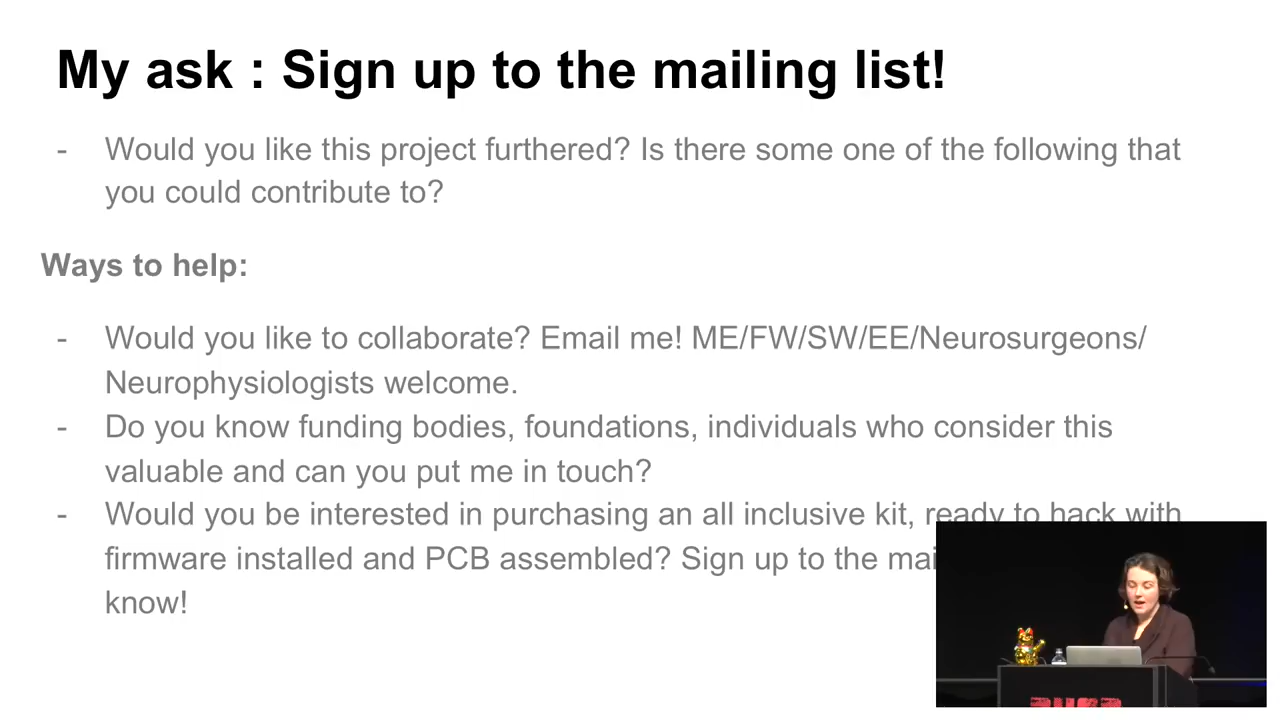 My ask : Sign up to the mailing list!
- Would you like this project furthered? Is there some one of the following that
you could contribute to?
Ways to help:
- Would you like to collaborate? Email me! ME/FW/SW/EE/Neurosurgeons/
Neurophysiologists welcome.
- Do you know funding bodies, foundations, individuals who consider this
valuable and can you put me in touch?
- Would you be interested in purchasing an all inclusive kit, ready to hack with
firmware installed and PCB assembled? Sign up to the
know!